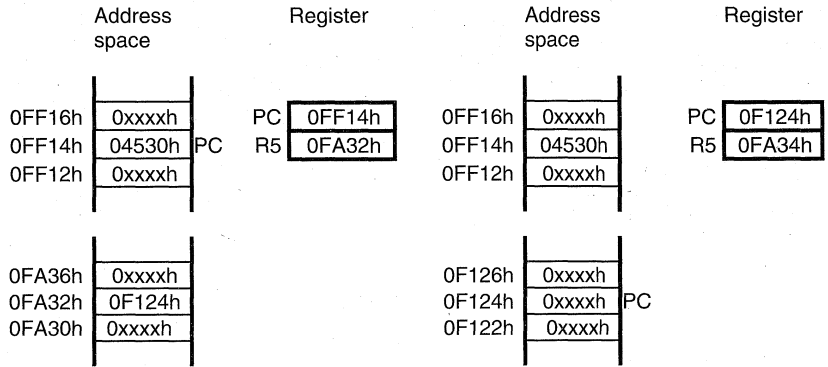 Address space Register Address space Register
0FF16h 0xxxxh PC 0FF14h 0FF16h 0xxxxh PC 0F124h
0FF14h 04530h PC R5 0FA32h 0FF14h 04530h R5 0FA34h
0FF12h 0xxxxh 0FF12h 0xxxxh
0FA36h 0xxxxh 0F126h 0xxxxh
0FA32h 0F124h 0F124h 0xxxxh PC
0FA30h 0xxxxh 0F122h 0xxxxh